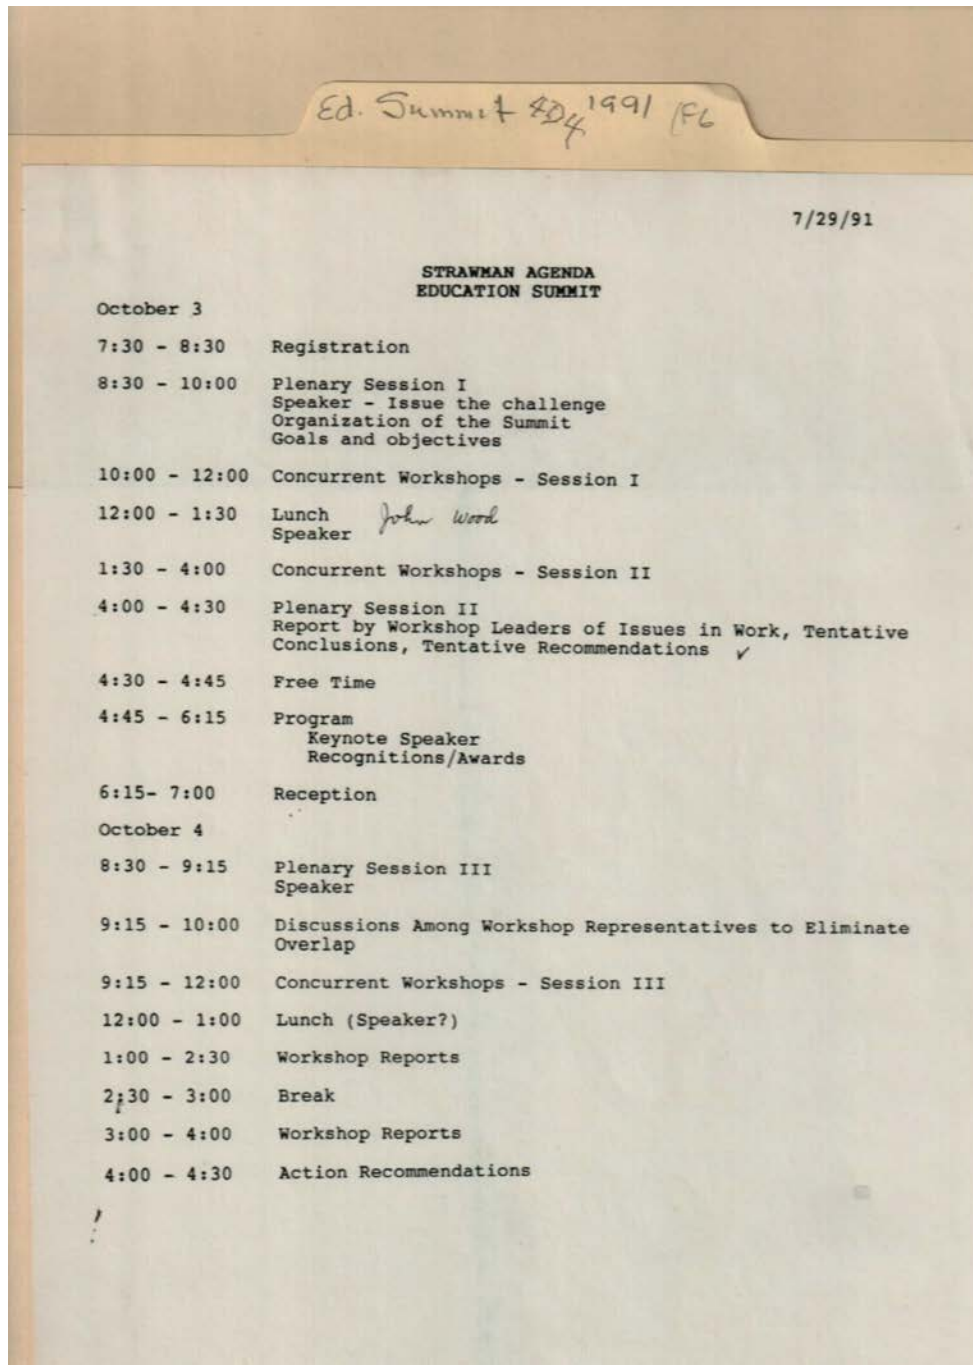 Ed. Summit 1991
7/29/91
STRAWMAN AGENDA
EDUCATION SUMMIT
October 3
7:30 - 8:30 Registration
8:30 - 10:00 Plenary Session I
Speaker - Issue the challenge
Organization of the Summit
Goals and objectives
10:00 - 12:00 Concurrent Workshops - Session I
12:00 - 1:30 Lunch John Wood
Speaker
1:30 - 4:00 Concurrent Workshops - Session II
4:00 - 4:30 Plenary Session II
Report by Workshop Leaders of Issues in Work, Tentative
Conclusions, Tentative Recommendations ✓
4:30 - 4:45 Free Time
4:45 - 6:15 Program
Keynote Speaker
Recognitions/Awards
6:15- 7:00 Reception
October 4
8:30 - 9:15 Plenary Session III
Speaker
9:15 - 10:00 Discussions Among Workshop Representatives to Eliminate
Overlap
9:15 - 12:00 Concurrent Workshops - Session III
12:00 - 1:00 Lunch (Speaker?)
1:00 - 2:30 Workshop Reports
2:30 - 3:00 Break
3:00 - 4:00 Workshop Reports
4:00 - 4:30 Action Recommendations